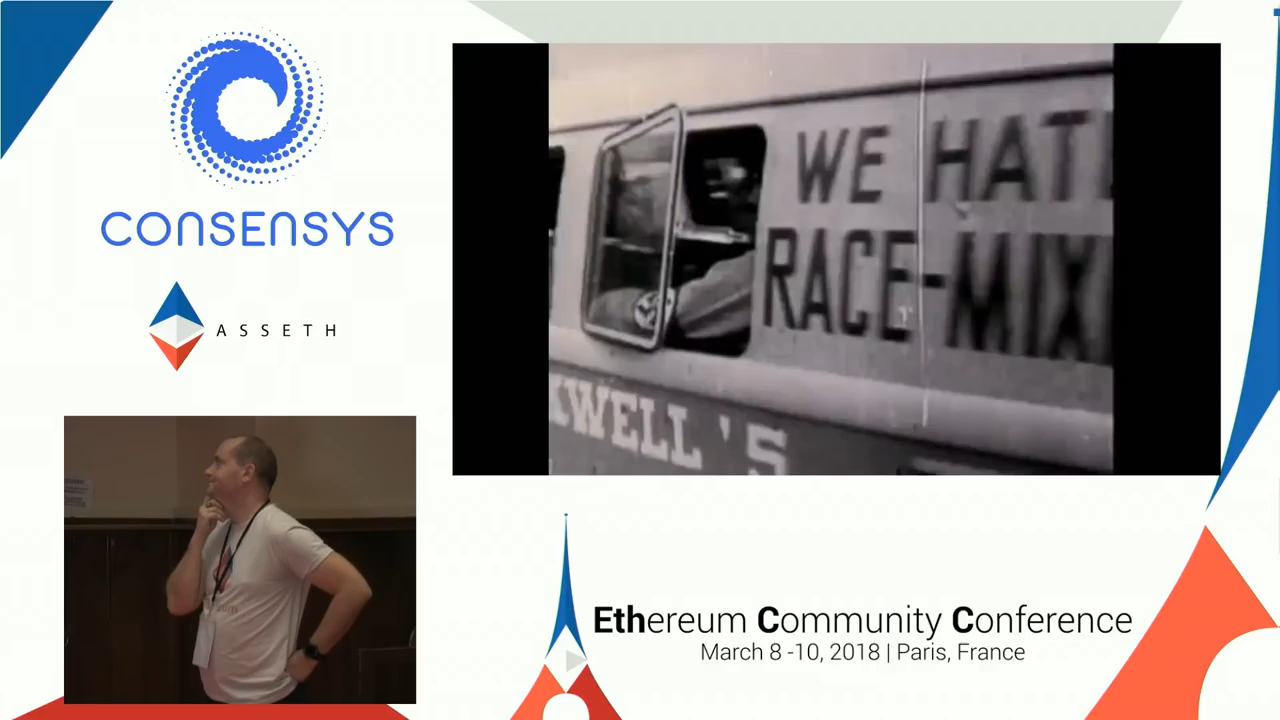 CONSENSYS
ASSETH
WE HAT
RACE-MIX
WELL'S
Ethereum Community Conference
March 8 -10, 2018 | Paris, France